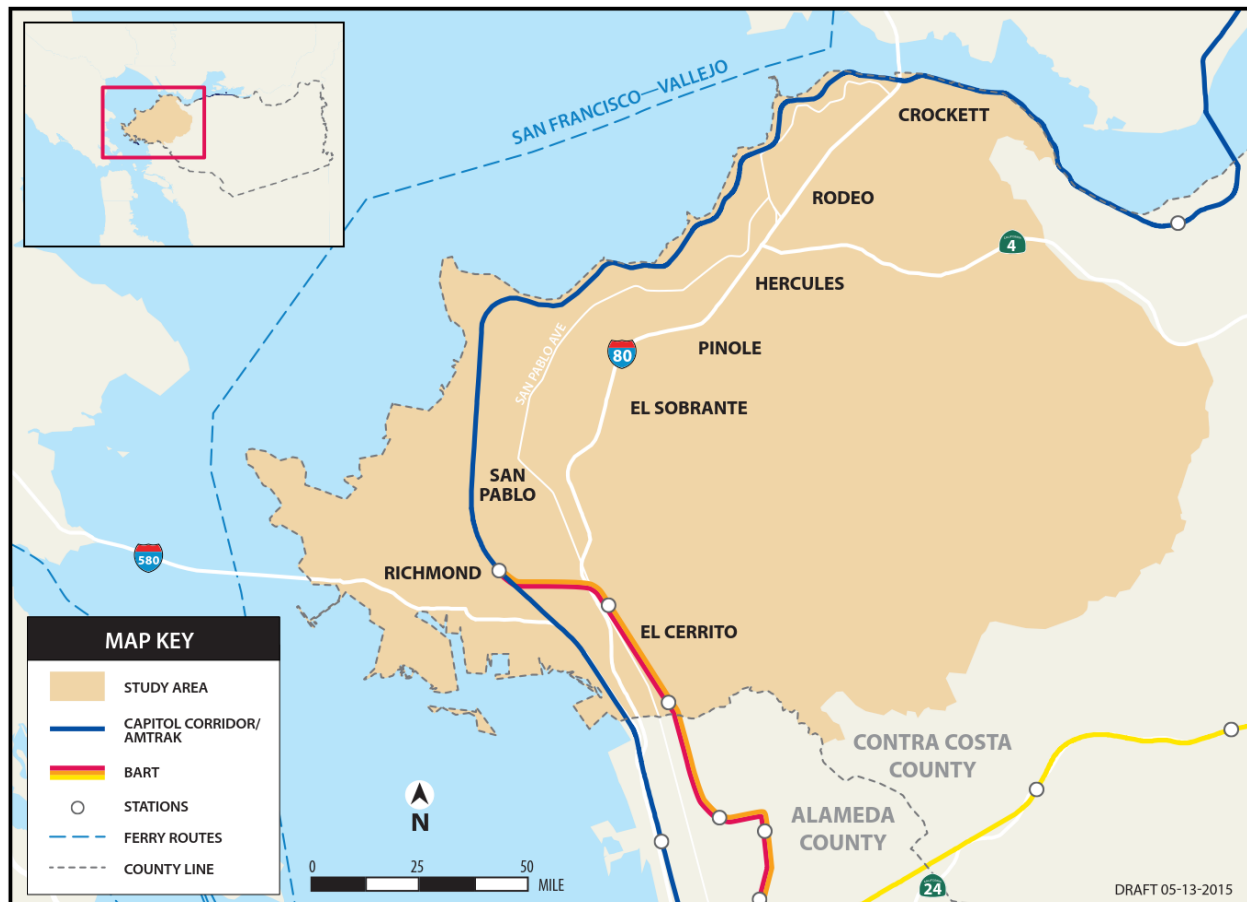 SAN FRANCISCO—VALLEJO
CROCKETT
RODEO
CALIFORNIA
4
HERCULES
SAN PABLO AVE
80
PINOLE
EL SOBRANTE
SAN
PABLO
580
RICHMOND
EL CERRITO
MAP KEY
STUDY AREA
CAPITOL CORRIDOR/
AMTRAK
BART
STATIONS
FERRY ROUTES
COUNTY LINE
N
0 25 50
MILE
CONTRA COSTA
COUNTY
ALAMEDA
COUNTY
CALIFORNIA
24
DRAFT 05-13-2015